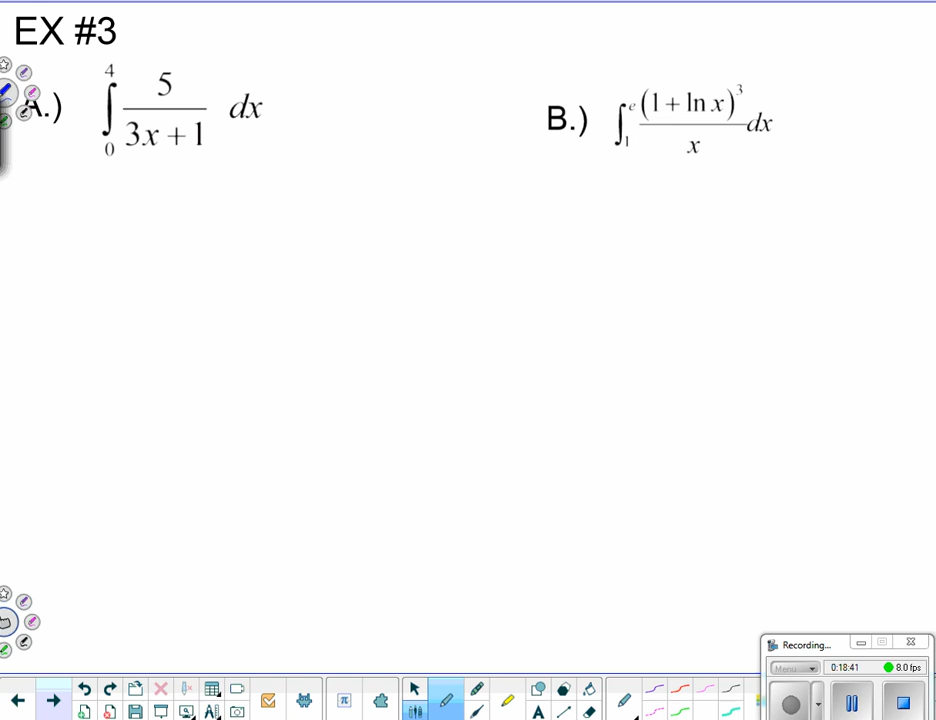 EX #3
A.) ∫₀⁴ 5/(3x + 1) dx
B.) ∫₁ᵉ (1 + ln x)³/x dx
Recording...
Menu
0:18:41
8.0 fps